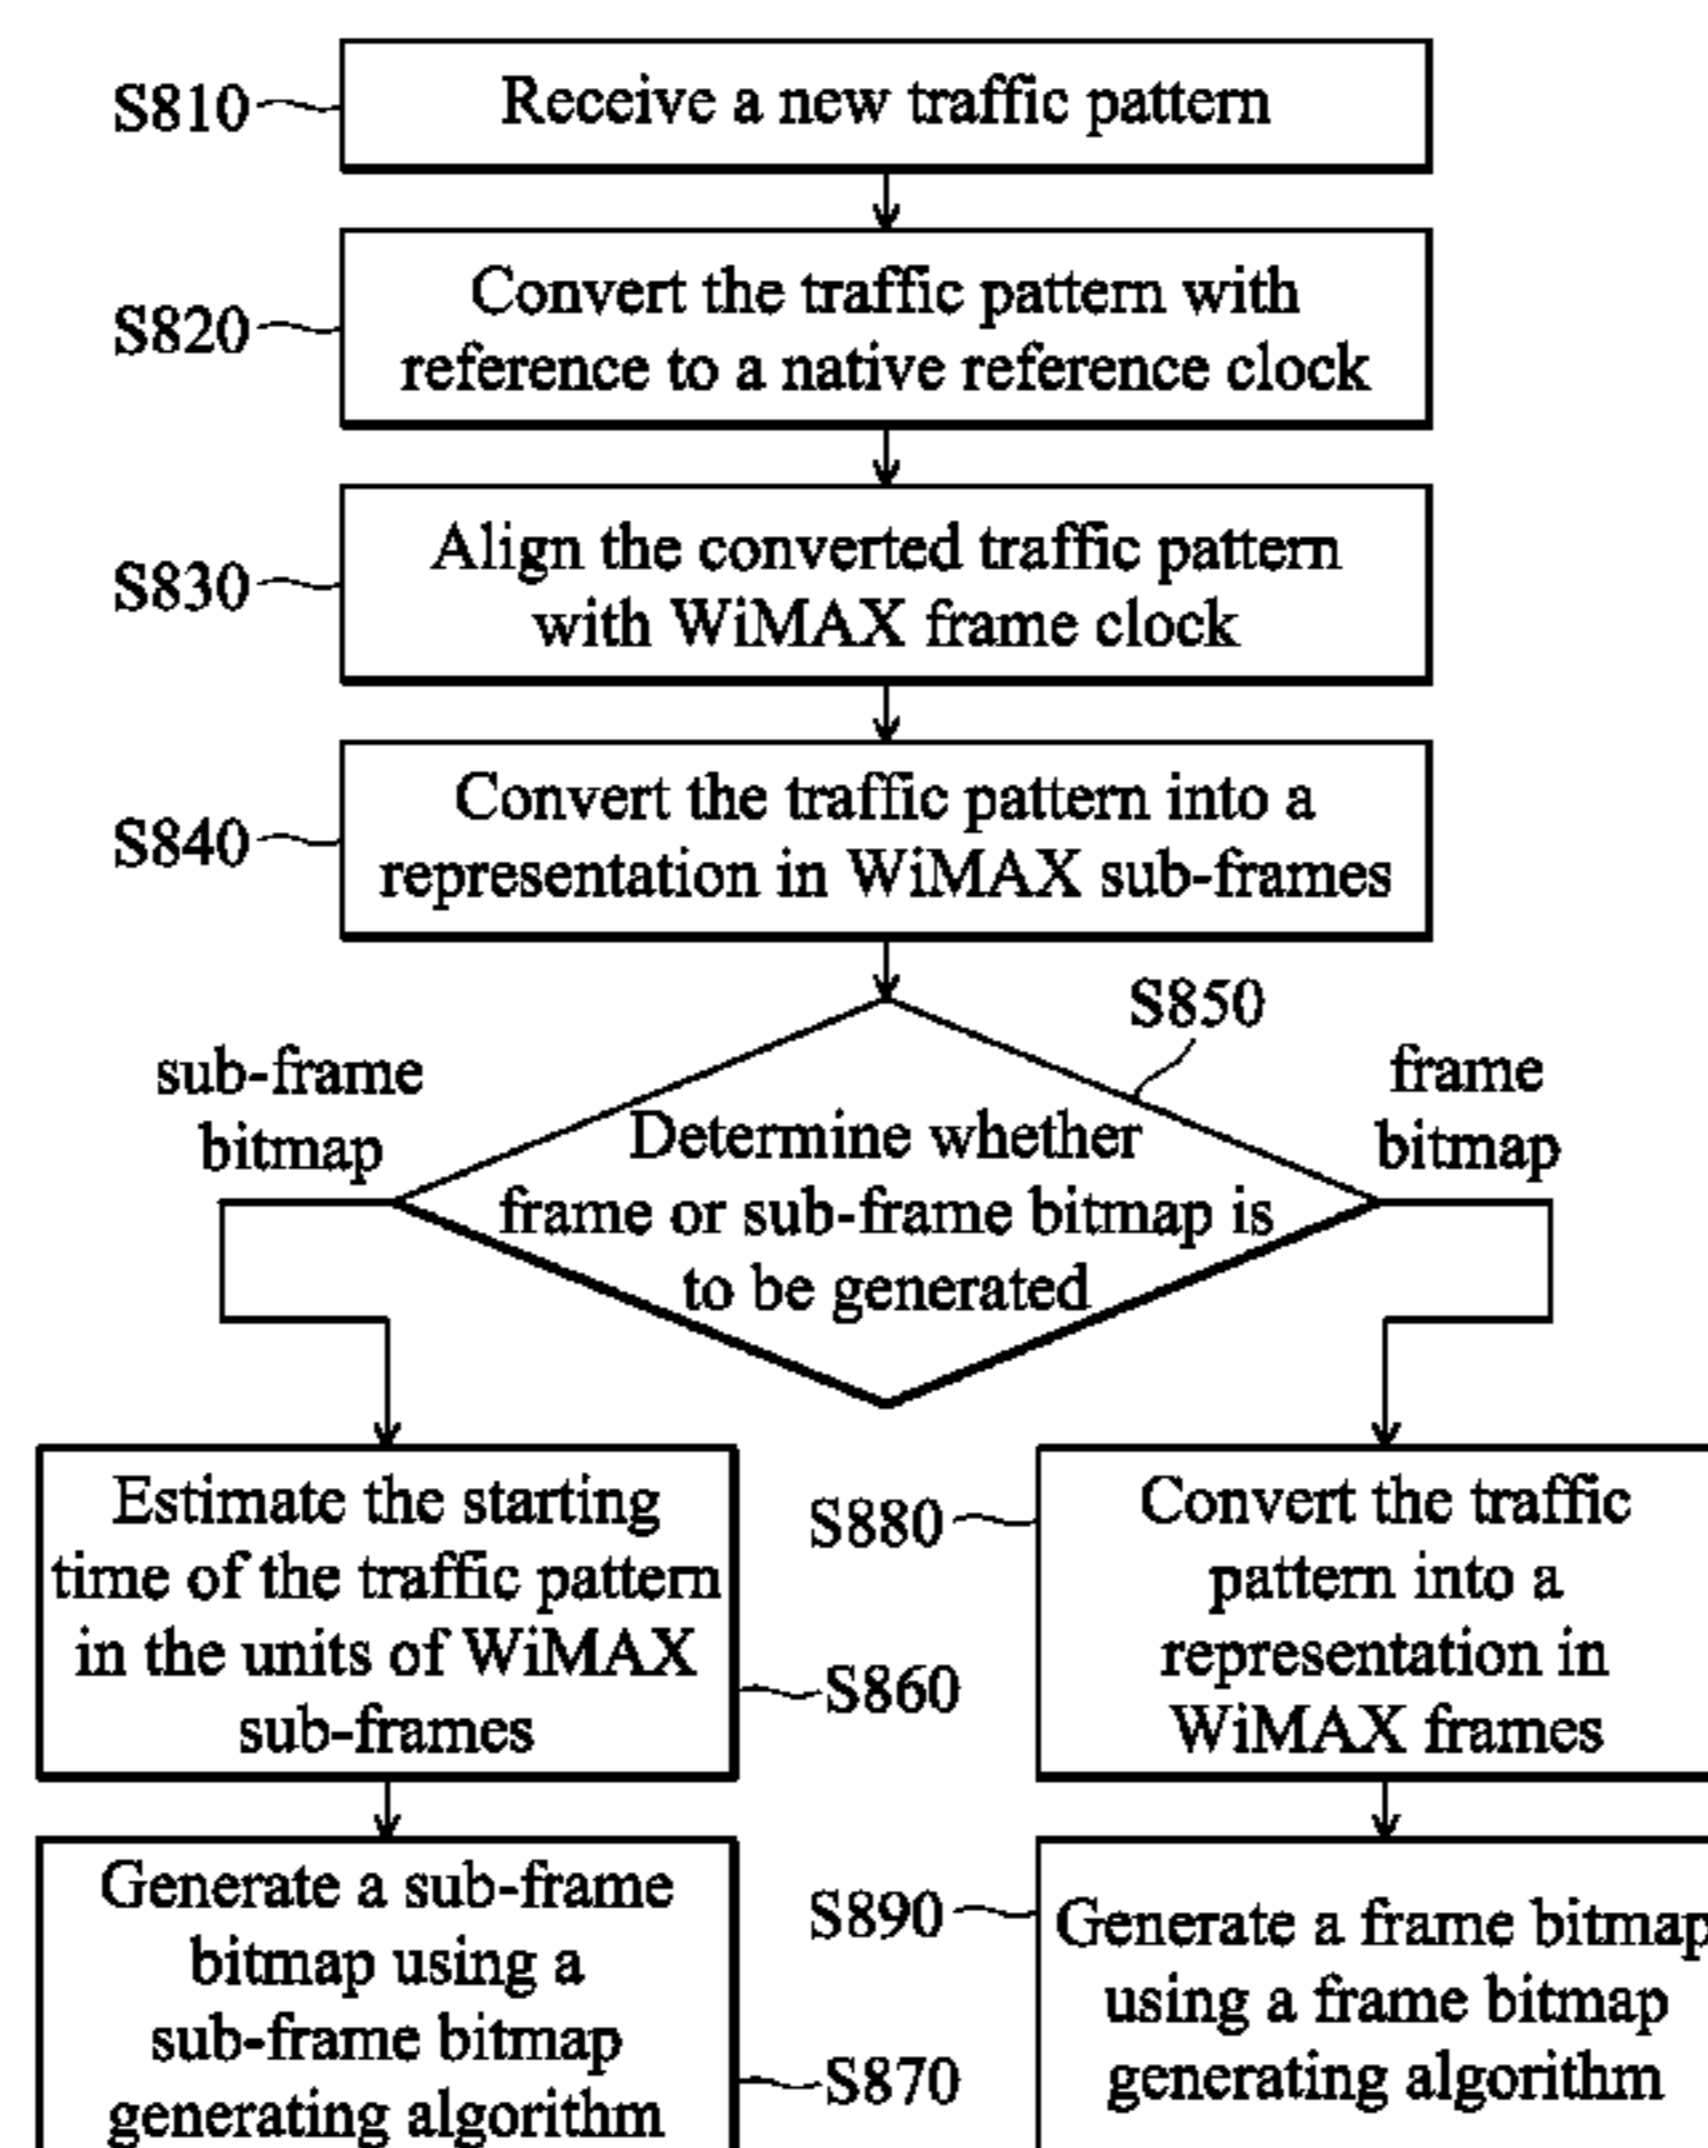 S810
Receive a new traffic pattern
S820
Convert the traffic pattern with
reference to a native reference clock
S830
Align the converted traffic pattern
with WiMAX frame clock
S840
Convert the traffic pattern into a
representation in WiMAX sub-frames
S850
sub-frame
bitmap
Determine whether
frame or sub-frame bitmap is
to be generated
frame
bitmap
Estimate the starting
time of the traffic pattern
in the units of WiMAX
sub-frames
S860
S880
Convert the traffic
pattern into a
representation in
WiMAX frames
Generate a sub-frame
bitmap using a
sub-frame bitmap
generating algorithm
S870
S890
Generate a frame bitmap
using a frame bitmap
generating algorithm